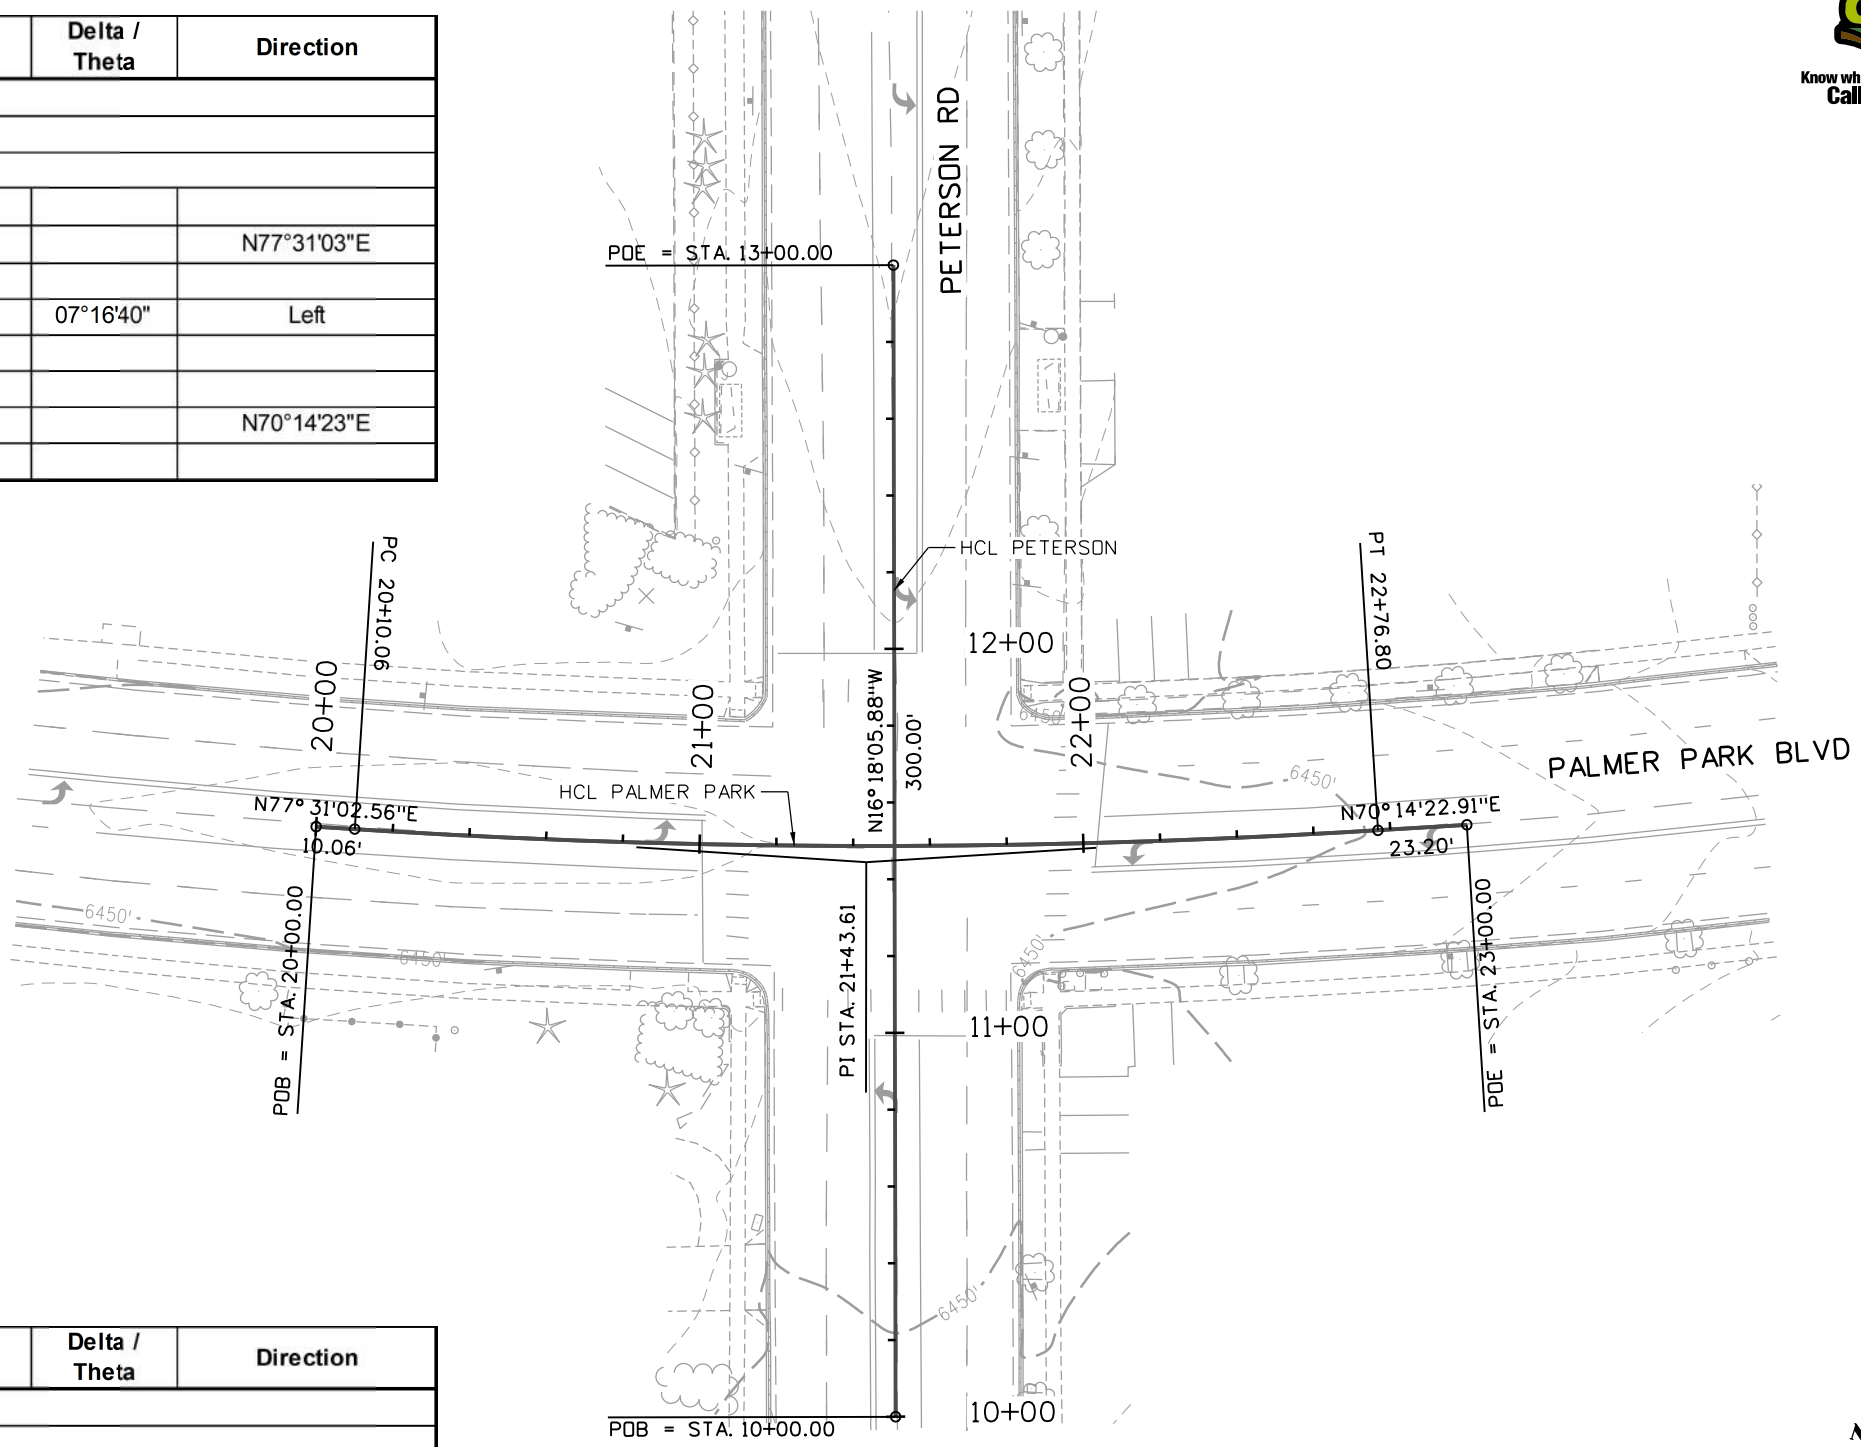 Delta /
Theta
Direction
N77°31'03"E
07°16'40"
Left
N70°14'23"E
Know wh
Call
PETERSON RD
POE = STA. 13+00.00
HCL PETERSON
PC 20+10.06
PT 22+76.80
12+00
20+00
21+00
22+00
N16°18'05.88"W
300.00'
6450'
PALMER PARK BLVD
6450'
HCL PALMER PARK
N77°31'02.56"E
10.06'
N70°14'22.91"E
23.20'
6450'
6450'
6450'
POB = STA. 20+00.00
PI STA. 21+43.61
POE = STA. 23+00.00
11+00
6450'
10+00
POB = STA. 10+00.00
Delta /
Theta
Direction